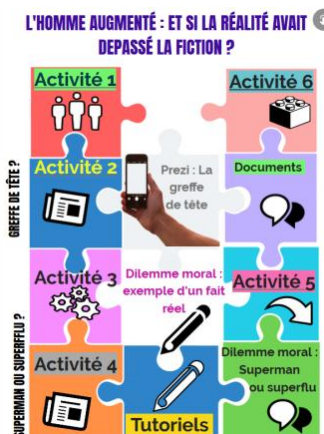 L'HOMME AUGMENTÉ : ET SI LA RÉALITÉ AVAIT
DEPASSÉ LA FICTION ?
Activité 1
Activité 6
GREFFE DE TÊTE ?
Activité 2
Prezi : La
greffe
de tête
Documents
SUPERMAN OU SUPERFLU ?
Activité 3
Dilemme moral :
exemple d'un fait
réel
Activité 5
Activité 4
Tutoriels
Dilemme moral :
Superman
ou superflu